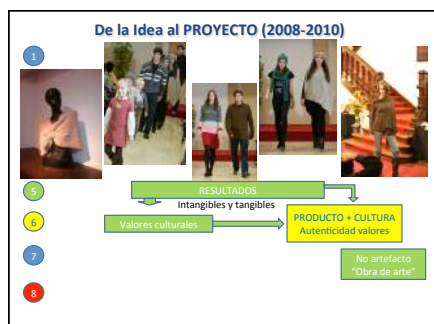 De la Idea al PROYECTO (2008-2010)
1
5
RESULTADOS
Intangibles y tangibles
6
Valores culturales
PRODUCTO + CULTURA
Autenticidad valores
7
No artefacto
"Obra de arte"
8